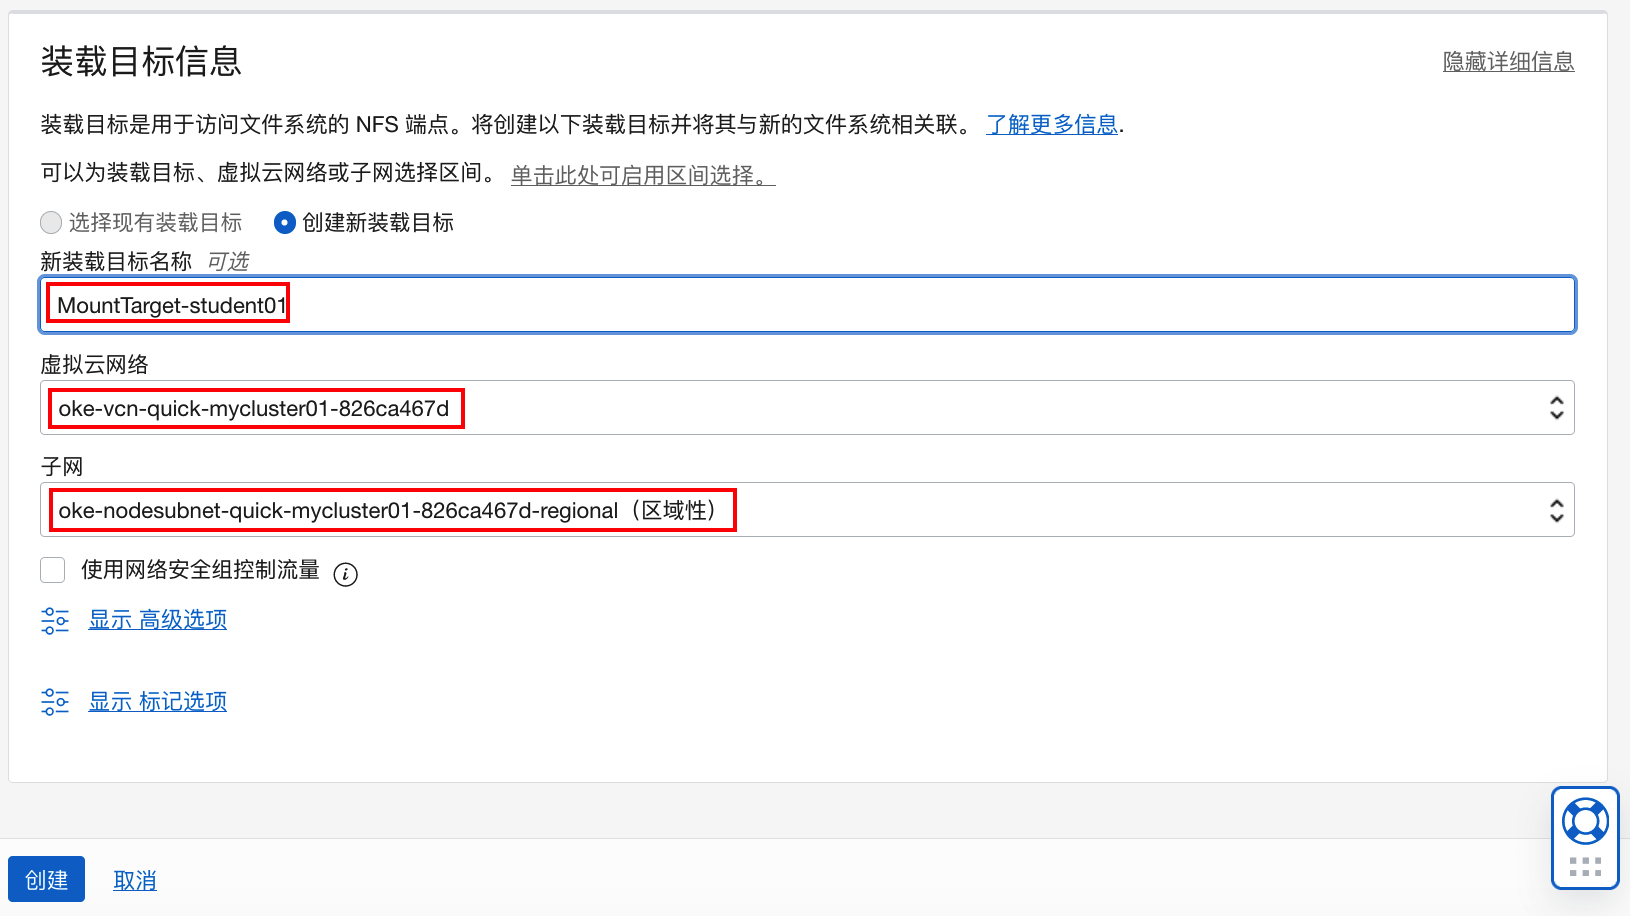 装载目标信息
隐藏详细信息
装载目标是用于访问文件系统的 NFS 端点。将创建以下装载目标并将其与新的文件系统相关联。 了解更多信息.
可以为装载目标、虚拟云网络或子网选择区间。 单击此处可启用区间选择。
选择现有装载目标 创建新装载目标
新装载目标名称 可选
MountTarget-student01
虚拟云网络
oke-vcn-quick-mycluster01-826ca467d
子网
oke-nodesubnet-quick-mycluster01-826ca467d-regional（区域性）
使用网络安全组控制流量 i
显示 高级选项
显示 标记选项
创建 取消